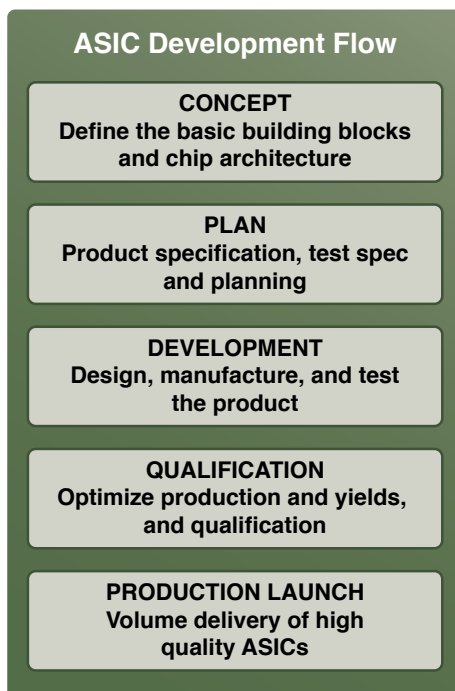 ASIC Development Flow
CONCEPT
Define the basic building blocks
and chip architecture
PLAN
Product specification, test spec
and planning
DEVELOPMENT
Design, manufacture, and test
the product
QUALIFICATION
Optimize production and yields,
and qualification
PRODUCTION LAUNCH
Volume delivery of high
quality ASICs